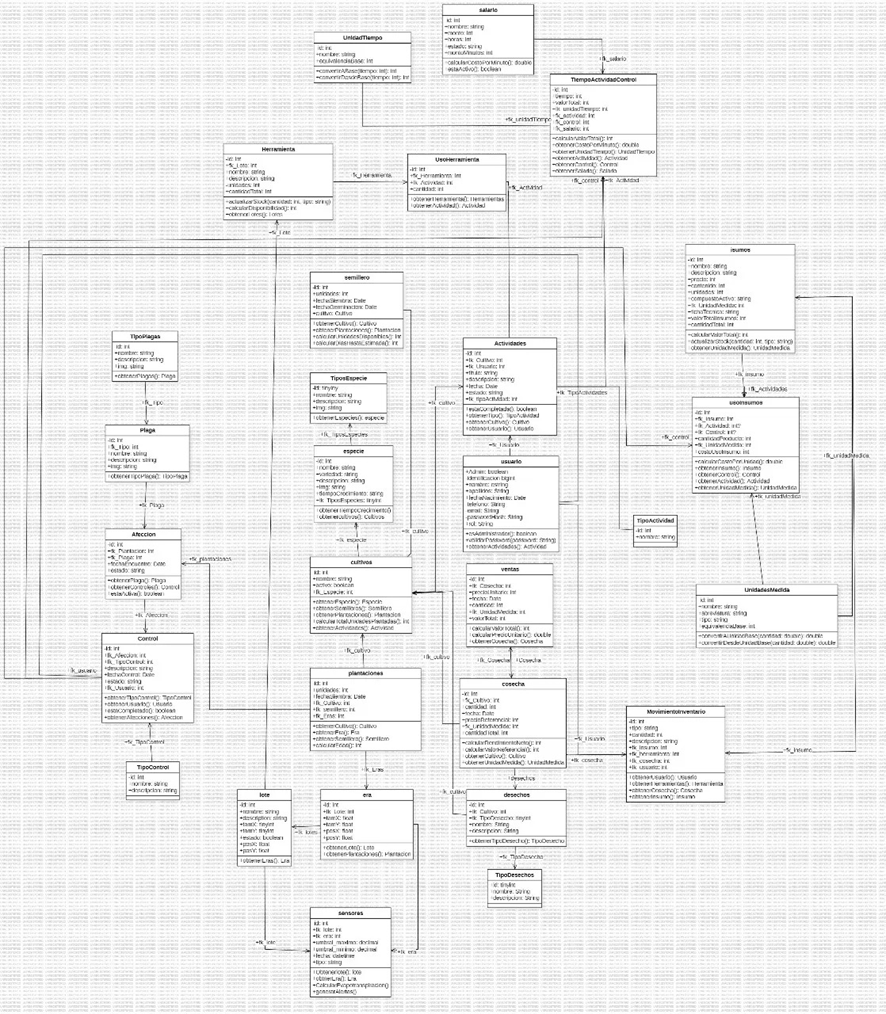 salario
-id: int
+nombre: string
+monto: int
+horas: int
+estado: string
+montoMinutos: int
+calcularCostoPorMinuto(): double
+estaActivo(): boolean
UnidadTiempo
-id: int
+nombre: string
+equivalenciaBase: int
+convertirABase(tiempo: int): int
+convertirDesdeBase(tiempo: int): int
+fk_salario
TiempoActividadControl
-id: int
+tiempo: int
+valorTotal: int
+fk_unidadTiempo: int
+fk_actividad: int
+fk_control: int
+fk_salario: int
+calcularValorTotal(): int
+obtenerCostoPorMinuto(): double
+obtenerUnidadTiempo(): UnidadTiempo
+obtenerActividad(): Actividad
+obtenerControl(): Control
+obtenerSalario(): Salario
+fk_unidadTiempo
+fk_control
+fk_Actividad
Herramienta
-id: int
+fk_Lote: int
+nombre: string
+descripcion: string
+unidades: int
+cantidadTotal: int
+actualizarStock(cantidad: int, tipo: string)
+calcularDisponibilidad(): int
+fk_Herramienta
UsoHerramienta
-id: int
+fk_Herramienta: int
+fk_Actividad: int
+cantidad: int
+obtenerHerramienta(): Herramientas
+obtenerActividad(): Actividad
+fk_Actividad
+fk_Lote
isumos
-id: int
+nombre: string
+descripcion: string
+precio: int
+contenido: int
+unidades: int
+compuestoActivo: string
+fk_UnidadMedida: int
+fichaTecnica: string
+valorTotalInsumos: int
+cantidadTotal: int
+calcularValorTotal(): int
+actualizarStock(cantidad: int, tipo: string)
+obtenerUnidadMedida(): UnidadMedida
semillero
-id: int
+unidades: int
+fechaSiembra: Date
+fechaGerminacion: Date
+cultivo: Cultivo
+obtenerCultivo(): Cultivo
+obtenerPlantaciones(): Plantacion
+calcularUnidadesDisponibles(): int
TipoPlagas
-id: int
+nombre: string
+descripcion: string
+img: string
+obtenerPlagas(): Plaga
+fk_Tipo
Plaga
-id: int
+fk_Tipo: int
+nombre: string
+descripcion: string
+img: string
+obtenerTipoPlaga(): TipoPlaga
+fk_Plaga
Actividades
-id: int
+fk_Cultivo: int
+fk_Usuario: int
+titulo: string
+descripcion: string
+fecha: Date
+estado: string
+fk_tipoActividad: int
+estaCompletada(): boolean
+obtenerTipo(): TipoActividad
+obtenerCultivo(): Cultivo
+obtenerUsuario(): Usuario
+fk_cultivo
+fk_TipoActividades
+fk_Usuario
+fk_insumo
+fk_Actividades
usoInsumos
-id: int
+fk_insumo: int
+fk_Actividad: int?
+fk_Control: int?
+cantidadProducto: int
+fk_UnidadMedida: int
+costoUsoInsumo: int
+calcularCostoPorUnidad(): double
+obtenerInsumo(): Insumo
+obtenerControl(): Control
+obtenerActividad(): Actividad
+obtenerUnidadMedida(): UnidadMedida
+fk_control
+fk_unidadMedida
+fk_unidadMedida
TiposEspecie
-id: tinyint
+nombre: string
+descripcion: string
+img: string
+obtenerEspecies(): especie
+fk_TiposEspecies
especie
-id: int
+nombre: string
+variedad: string
+descripcion: string
+img: string
+tiempoCrecimiento: string
+fk_TiposEspecies: tinyint
+obtenerTiempoCrecimiento()
+obtenercultivos(): Cultivos
+fk_especie
+fk_cultivo
usuario
+Admin: boolean
-identificacion: bigint
+nombre: string
+apellidos: string
+fechaNacimiento: Date
-telefono: String
-email: String
-passwordHash: String
+rol: String
+esAdministrador(): boolean
+validarPassword(password: String)
+obtenerActividades(): Actividad
TipoActividad
-id: int
+nombre: string
Afeccion
-id: int
+fk_Plantacion: int
+fk_Plaga: int
+fechaEncuentro: Date
+estado: string
+obtenerPlaga(): Plaga
+obtenerControles(): Control
+estaActiva(): boolean
+fk_plantaciones
+fk_Afeccion
cultivos
-id: int
+nombre: string
+activo: boolean
+fk_Especie: int
+obtenerEspecie(): Especie
+obtenerSemilleros(): Semillero
+obtenerPlantaciones(): Plantacion
+calcularTotalUnidadesPlantadas(): int
+obtenerActividades(): Actividad
+fk_cultivo
ventas
-id: int
+fk_Cosecha: int
+precioUnitario: int
+fecha: Date
+cantidad: int
+fk_UnidadMedida: int
+valorTotal: int
+calcularValorTotal(): int
+calcularPrecioUnitario(): double
+obtenerCosecha(): Cosecha
+fk_Cosecha
+Cosecha
UnidadesMedida
-id: int
+nombre: string
+abreviatura: string
+tipo: string
+equivalenciaBase: int
+convertirAUnidadBase(cantidad: double): double
+convertirDesdeUnidadBase(cantidad: double): double
Control
-id: int
+fk_Afeccion: int
+fk_TipoControl: int
+descripcion: string
+fechaControl: Date
+estado: string
+fk_Usuario: int
+obtenerTipoControl(): TipoControl
+obtenerUsuario(): Usuario
+estaCompletado(): boolean
+obtenerAfecciones(): Afeccion
+fk_usuario
+fk_TipoControl
TipoControl
-id: int
+nombre: string
+descripcion: string
plantaciones
-id: int
+unidades: int
+fechaSiembra: Date
+fk_Cultivo: int
+fk_semillero: int
+fk_Eras: int
+obtenerCultivo(): Cultivo
+obtenerEra(): Era
+obtenerSemillero(): Semillero
+calcularEdad(): int
+fk_Eras
+fk_cultivo
cosecha
-id: int
+fk_Cultivo: int
+cantidad: int
+fecha: Date
+precioReferencial: int
+fk_UnidadMedida: int
+cantidad total: int
+calcularRendimientoNeto(): int
+calcularValorReferencial(): int
+obtenerCultivo(): Cultivo
+obtenerUnidadMedida(): UnidadMedida
+fk_Usuario
+fk_cosecha
+desechos
MovimientoInventario
-id: int
+tipo: string
+cantidad: int
+descripcion: string
+fk_insumo: int
+fk_herramienta: int
+fk_cosecha: int
+fk_usuario: int
+obtenerUsuario(): Usuario
+obtenerHerramientas(): Herramienta
+obtenerCosecha(): Cosecha
+obtenerInsumo(): Insumo
+fk_insumo
lote
-id: int
+nombre: string
+descripcion: string
+tamX: tinyint
+tamY: tinyint
+estado: boolean
+posX: float
+posY: float
+obtenerEras(): Era
+fk_lotes
era
-id: int
+fk_Lote: int
+tamX: float
+tamY: float
+posX: float
+posY: float
+obtenerLote(): Lote
+obtenerPlantaciones(): Plantacion
+fk_cultivo
desechos
-id: int
+fk_Cultivo: int
+fk_TipoDesecho: tinyint
+nombre: String
+descripcion: String
+obtenerTipoDesecho(): TipoDesecho
+fk_TipoDesecho
TipoDesechos
-id: tinyint
-nombre: String
-descripcion: String
sensoras
-id: int
+fk_lote: int
+fk_era: int
+umbral_maximo: decimal
+umbral_minimo: decimal
+fecha: datetime
+tipo: string
+Obtenerlote(): lote
+obtnerEra(): Era
+CalcularEvapotranspiracion()
+generarAlertas()
+fk_lote
+fk_era